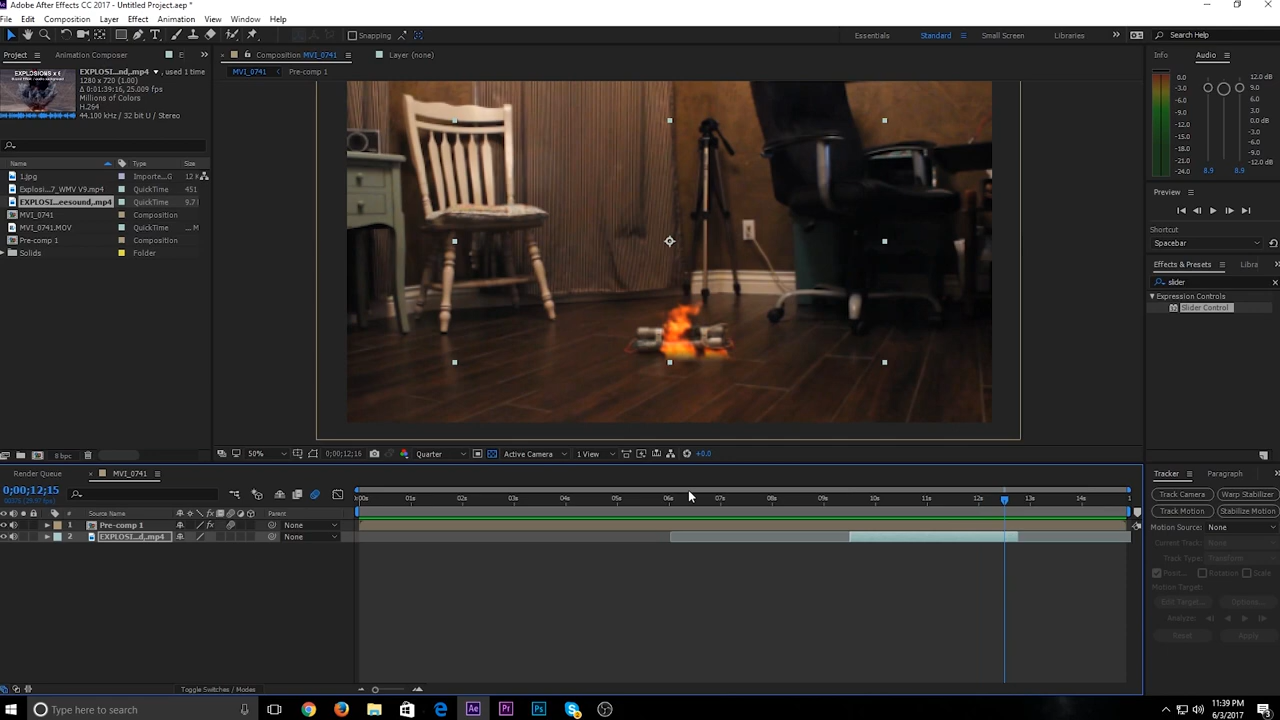 Adobe After Effects CC 2017 - Untitled Project.aep *
File Edit Composition Layer Effect Animation View Window Help
Snapping Essentials Standard Small Screen Libraries Search Help
Project Animation Composer E Composition MVI_0741 Layer (none) Info Audio
MVI_0741 Pre-comp 1
EXPLOSIONS x 6
EXPLOSI...nd,.mp4 , used 1 time
1280 x 720 (1.00)
Δ 0:01:39:16, 25.009 fps
Millions of Colors
H.264
44.100 kHz / 32 bit U / Stereo
0.0 12.0 dB
-3.0 9.0
-6.0 6.0
-9.0 3.0
-12.0 0.0 dB
-15.0 -3.0
-18.0 -6.0
-21.0 -9.0
-24.0 -12.0 dB
8.9 8.9
Name Type Size
1.jpg Importe...G 12 K
Explosi...7_WMV V9.mp4 QuickTime 451
EXPLOSI...eesound,.mp4 QuickTime 9.7
MVI_0741 Composition
MVI_0741.MOV QuickTime ... M
Pre-comp 1 Composition
Solids Folder
Preview
Shortcut
Spacebar
Effects & Presets Libra
slider
Expression Controls
Slider Control
8 bpc
50% 0;00;12;16 Quarter Active Camera 1 View +0.0
Render Queue MVI_0741
0;00;12;15
Source Name Parent
1 Pre-comp 1 None
2 EXPLOSI...d,.mp4 None
:00s 01s 02s 03s 04s 05s 06s 07s 08s 09s 10s 11s 12s 13s 14s 1
Toggle Switches / Modes
Tracker Paragraph
Track Camera Warp Stabilizer
Track Motion Stabilize Motion
Motion Source: None
Current Track: None
Track Type: Transform
Posit... Rotation Scale
Motion Target:
Edit Target... Options...
Analyze:
Reset Apply
Type here to search
11:39 PM
6/3/2017